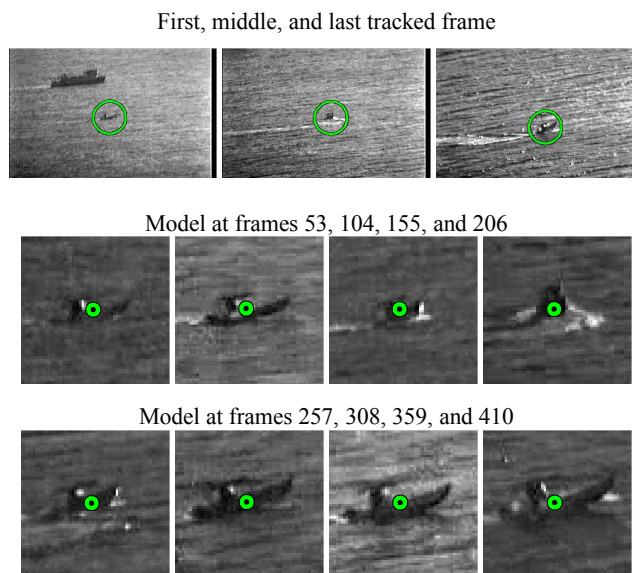 First, middle, and last tracked frame
Model at frames 53, 104, 155, and 206
Model at frames 257, 308, 359, and 410